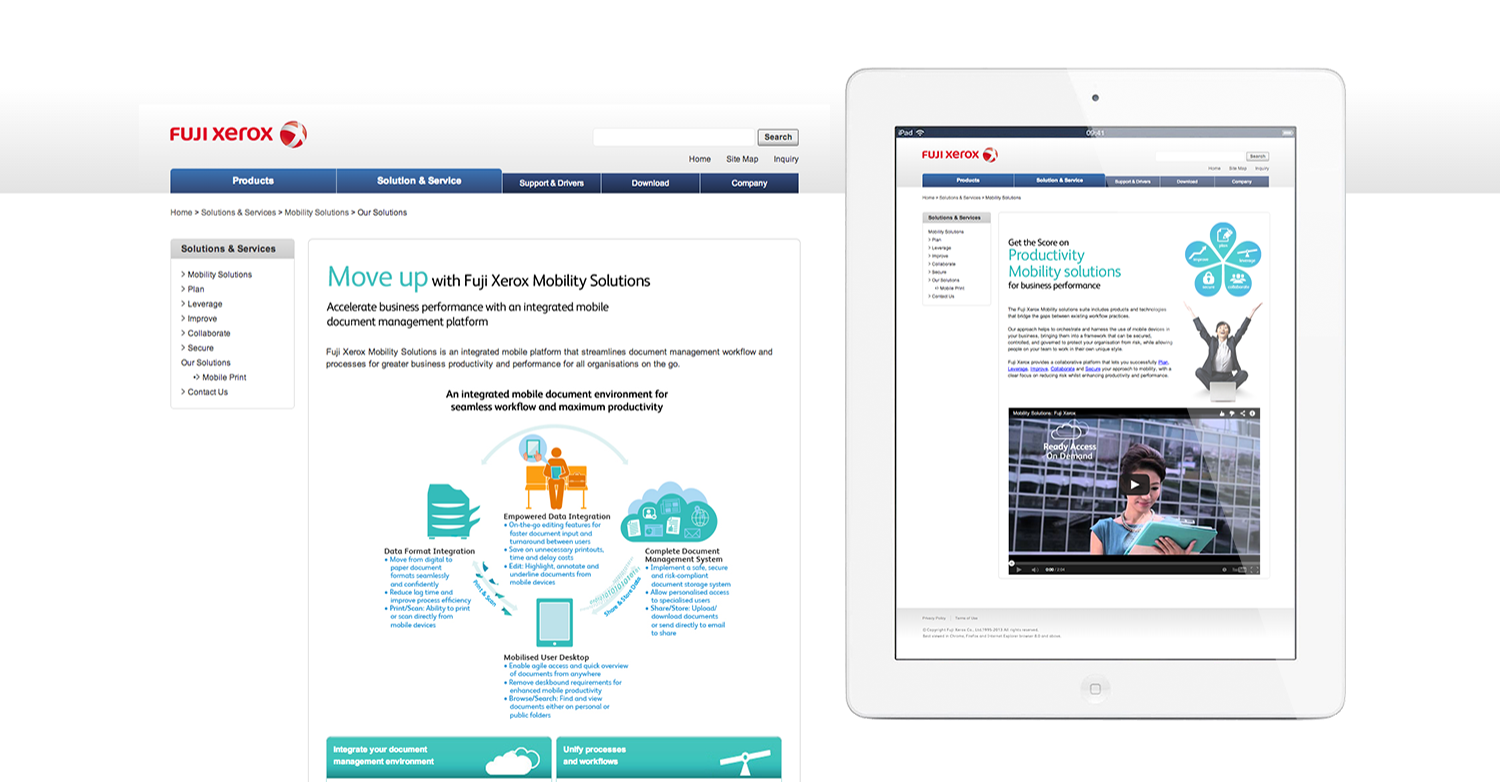 FUJI xerox
Search
Home Site Map Inquiry
Products Solution & Service Support & Drivers Download Company
Home > Solutions & Services > Mobility Solutions > Our Solutions
Solutions & Services
> Mobility Solutions
> Plan
> Leverage
> Improve
> Collaborate
> Secure
Our Solutions
Mobile Print
> Contact Us
Move up with Fuji Xerox Mobility Solutions
Accelerate business performance with an integrated mobile
document management platform
Fuji Xerox Mobility Solutions is an integrated mobile platform that streamlines document management workflow and
processes for greater business productivity and performance for all organisations on the go.
An integrated mobile document environment for
seamless workflow and maximum productivity
Empowered Data Integration
• On-the-go editing features for
faster document input and
turnaround between users
• Save on unnecessary printouts,
time and delay costs
• Edit: Highlight, annotate and
underline documents from
mobile devices
Data Format Integration
• Move from digital to
paper document
formats seamlessly
and confidently
• Reduce lag time and
improve process efficiency
• Print/Scan: Ability to print
or scan directly from
mobile devices
Complete Document
Management System
• Implement a safe, secure
and risk-compliant
document storage system
• Allow personalised access
to specialised users
• Share/Store: Upload/
download documents
or send directly to email
to share
Print & Scan
Share & Store Data
Mobilised User Desktop
• Enable agile access and quick overview
of documents from anywhere
• Remove deskbound requirements for
enhanced mobile productivity
• Browse/Search: Find and view
documents either on personal or
public folders
Integrate your document
management environment
Unify processes
and workflows
iPad 09:41
FUJI xerox
Search
Home Site Map Inquiry
Products Solution & Service Support & Drivers Download Company
Home > Solutions & Services > Mobility Solutions
Solutions & Services
Mobility Solutions
> Plan
> Leverage
> Improve
> Collaborate
> Secure
> Our Solutions
Mobile Print
> Contact Us
Get the Score on
Productivity
Mobility solutions
for business performance
plan
improve
leverage
secure
collaborate
The Fuji Xerox Mobility solutions suite includes products and technologies
that bridge the gaps between existing workflow practices.
Our approach helps to orchestrate and harness the use of mobile devices in
your business, bringing them into a framework that can be secured,
controlled, and governed to protect your organisation from risk, while allowing
people on your team to work in their own unique style.
Fuji Xerox provides a collaborative platform that lets you successfully Plan,
Leverage, Improve, Collaborate and Secure your approach to mobility, with a
clear focus on reducing risk whilst enhancing productivity and performance.
Mobility Solutions: Fuji Xerox
Ready Access
On Demand
Privacy Policy Terms of Use
© Copyright Fuji Xerox Co., Ltd.1995-2013 All rights reserved.